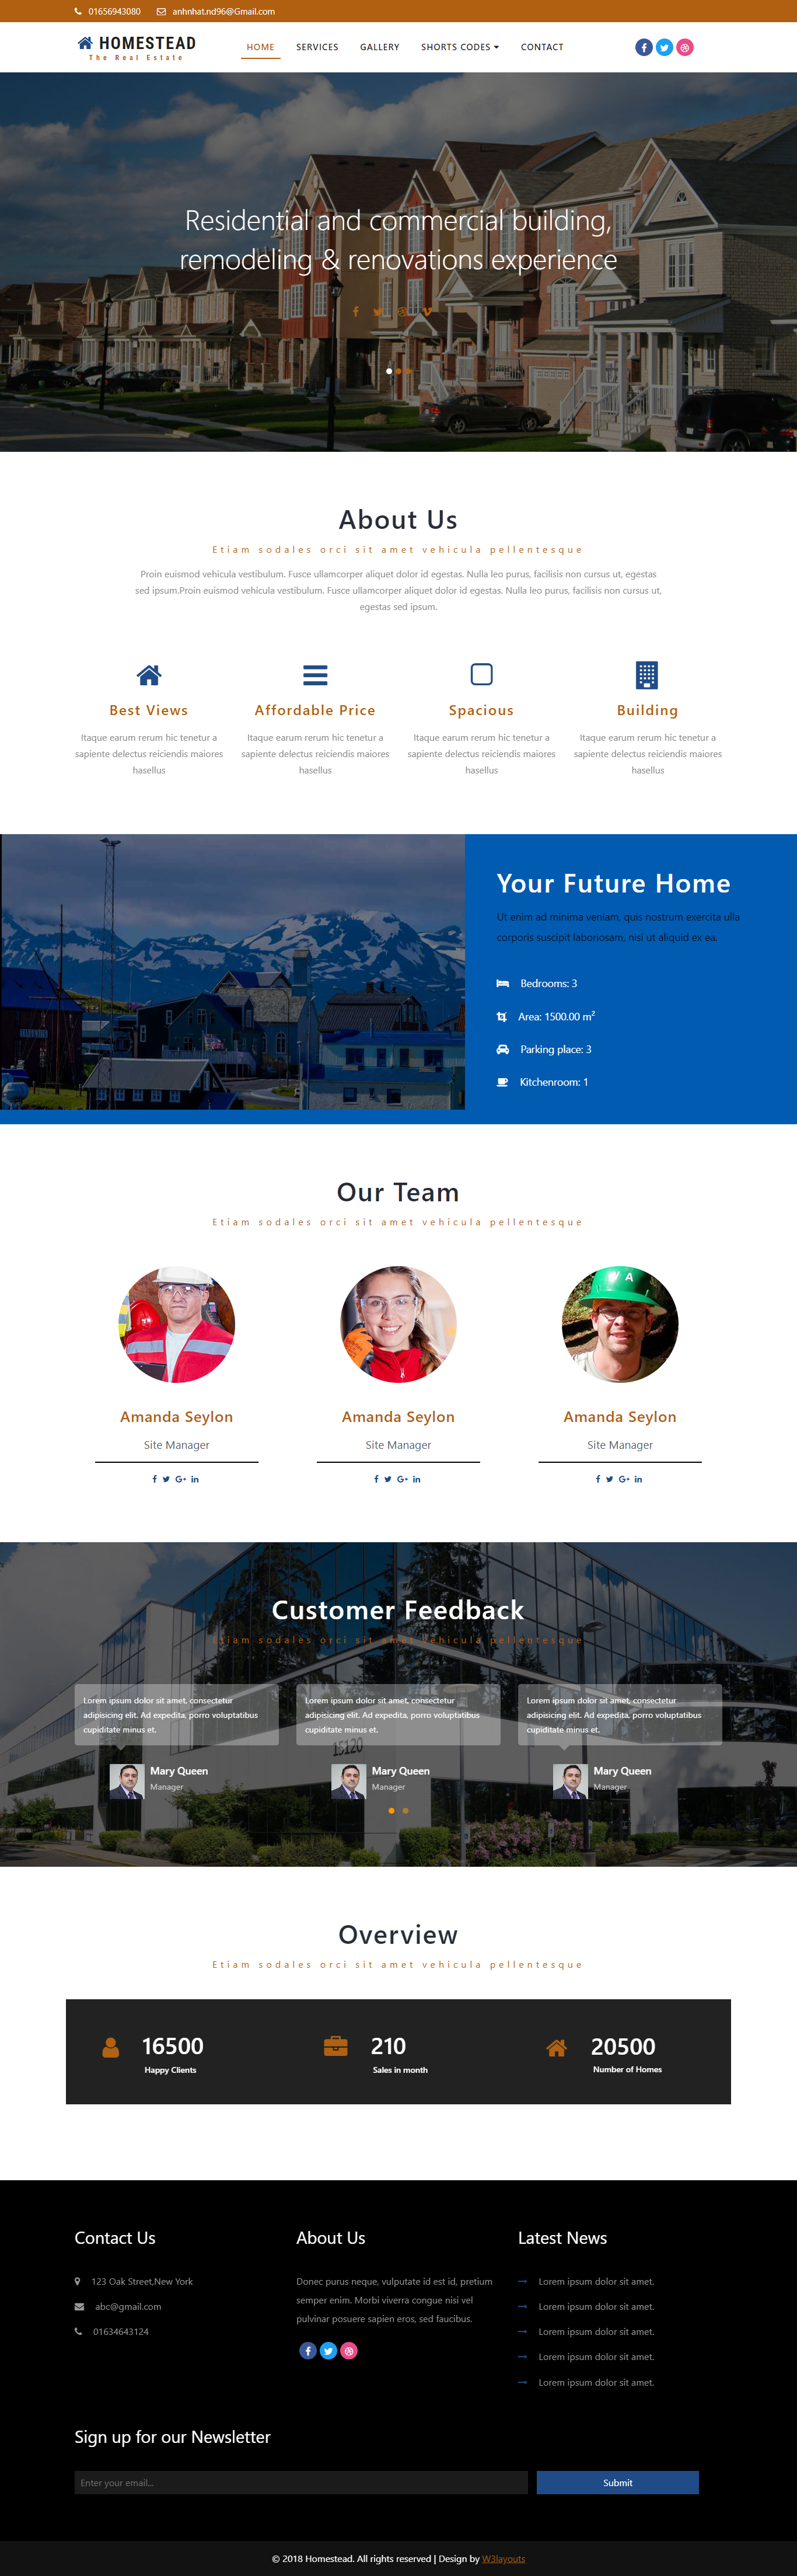 01656943080 anhnhat.nd96@Gmail.com
HOMESTEAD
The Real Estate
HOME SERVICES GALLERY SHORTS CODES CONTACT
Residential and commercial building,
remodeling & renovations experience
About Us
Etiam sodales orci sit amet vehicula pellentesque
Proin euismod vehicula vestibulum. Fusce ullamcorper aliquet dolor id egestas. Nulla leo purus, facilisis non cursus ut, egestas
sed ipsum.Proin euismod vehicula vestibulum. Fusce ullamcorper aliquet dolor id egestas. Nulla leo purus, facilisis non cursus ut,
egestas sed ipsum.
Best Views
Itaque earum rerum hic tenetur a
sapiente delectus reiciendis maiores
hasellus
Affordable Price
Itaque earum rerum hic tenetur a
sapiente delectus reiciendis maiores
hasellus
Spacious
Itaque earum rerum hic tenetur a
sapiente delectus reiciendis maiores
hasellus
Building
Itaque earum rerum hic tenetur a
sapiente delectus reiciendis maiores
hasellus
Your Future Home
Ut enim ad minima veniam, quis nostrum exercita ulla
corporis suscipit laboriosam, nisi ut aliquid ex ea.
Bedrooms: 3
Area: 1500.00 m²
Parking place: 3
Kitchenroom: 1
Our Team
Etiam sodales orci sit amet vehicula pellentesque
Amanda Seylon
Site Manager
Amanda Seylon
Site Manager
Amanda Seylon
Site Manager
Customer Feedback
Etiam sodales orci sit amet vehicula pellentesque
Lorem ipsum dolor sit amet, consectetur
adipisicing elit. Ad expedita, porro voluptatibus
cupiditate minus et.
Mary Queen
Manager
Lorem ipsum dolor sit amet, consectetur
adipisicing elit. Ad expedita, porro voluptatibus
cupiditate minus et.
Mary Queen
Manager
Lorem ipsum dolor sit amet, consectetur
adipisicing elit. Ad expedita, porro voluptatibus
cupiditate minus et.
Mary Queen
Manager
15120
Overview
Etiam sodales orci sit amet vehicula pellentesque
16500
Happy Clients
210
Sales in month
20500
Number of Homes
Contact Us
123 Oak Street,New York
abc@gmail.com
01634643124
About Us
Donec purus neque, vulputate id est id, pretium
semper enim. Morbi viverra congue nisi vel
pulvinar posuere sapien eros, sed faucibus.
Latest News
Lorem ipsum dolor sit amet.
Lorem ipsum dolor sit amet.
Lorem ipsum dolor sit amet.
Lorem ipsum dolor sit amet.
Lorem ipsum dolor sit amet.
Sign up for our Newsletter
Enter your email...
Submit
© 2018 Homestead. All rights reserved | Design by W3layouts